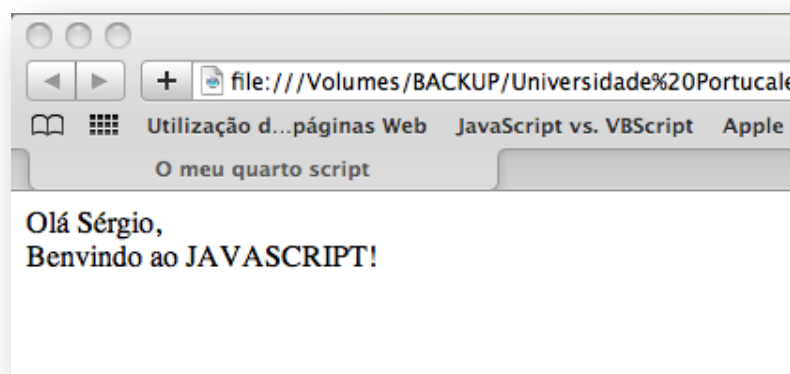 file:///Volumes/BACKUP/Universidade%20Portucale
Utilização d...páginas Web JavaScript vs. VBScript Apple
O meu quarto script
Olá Sérgio,
Benvindo ao JAVASCRIPT!